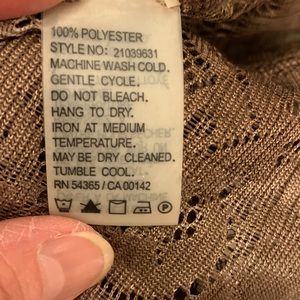 100% POLYESTER
STYLE NO: 21039631
MACHINE WASH COLD.
GENTLE CYCLE.
DO NOT BLEACH.
HANG TO DRY.
IRON AT MEDIUM
TEMPERATURE.
MAY BE DRY CLEANED.
TUMBLE COOL.
RN 54365 / CA 00142